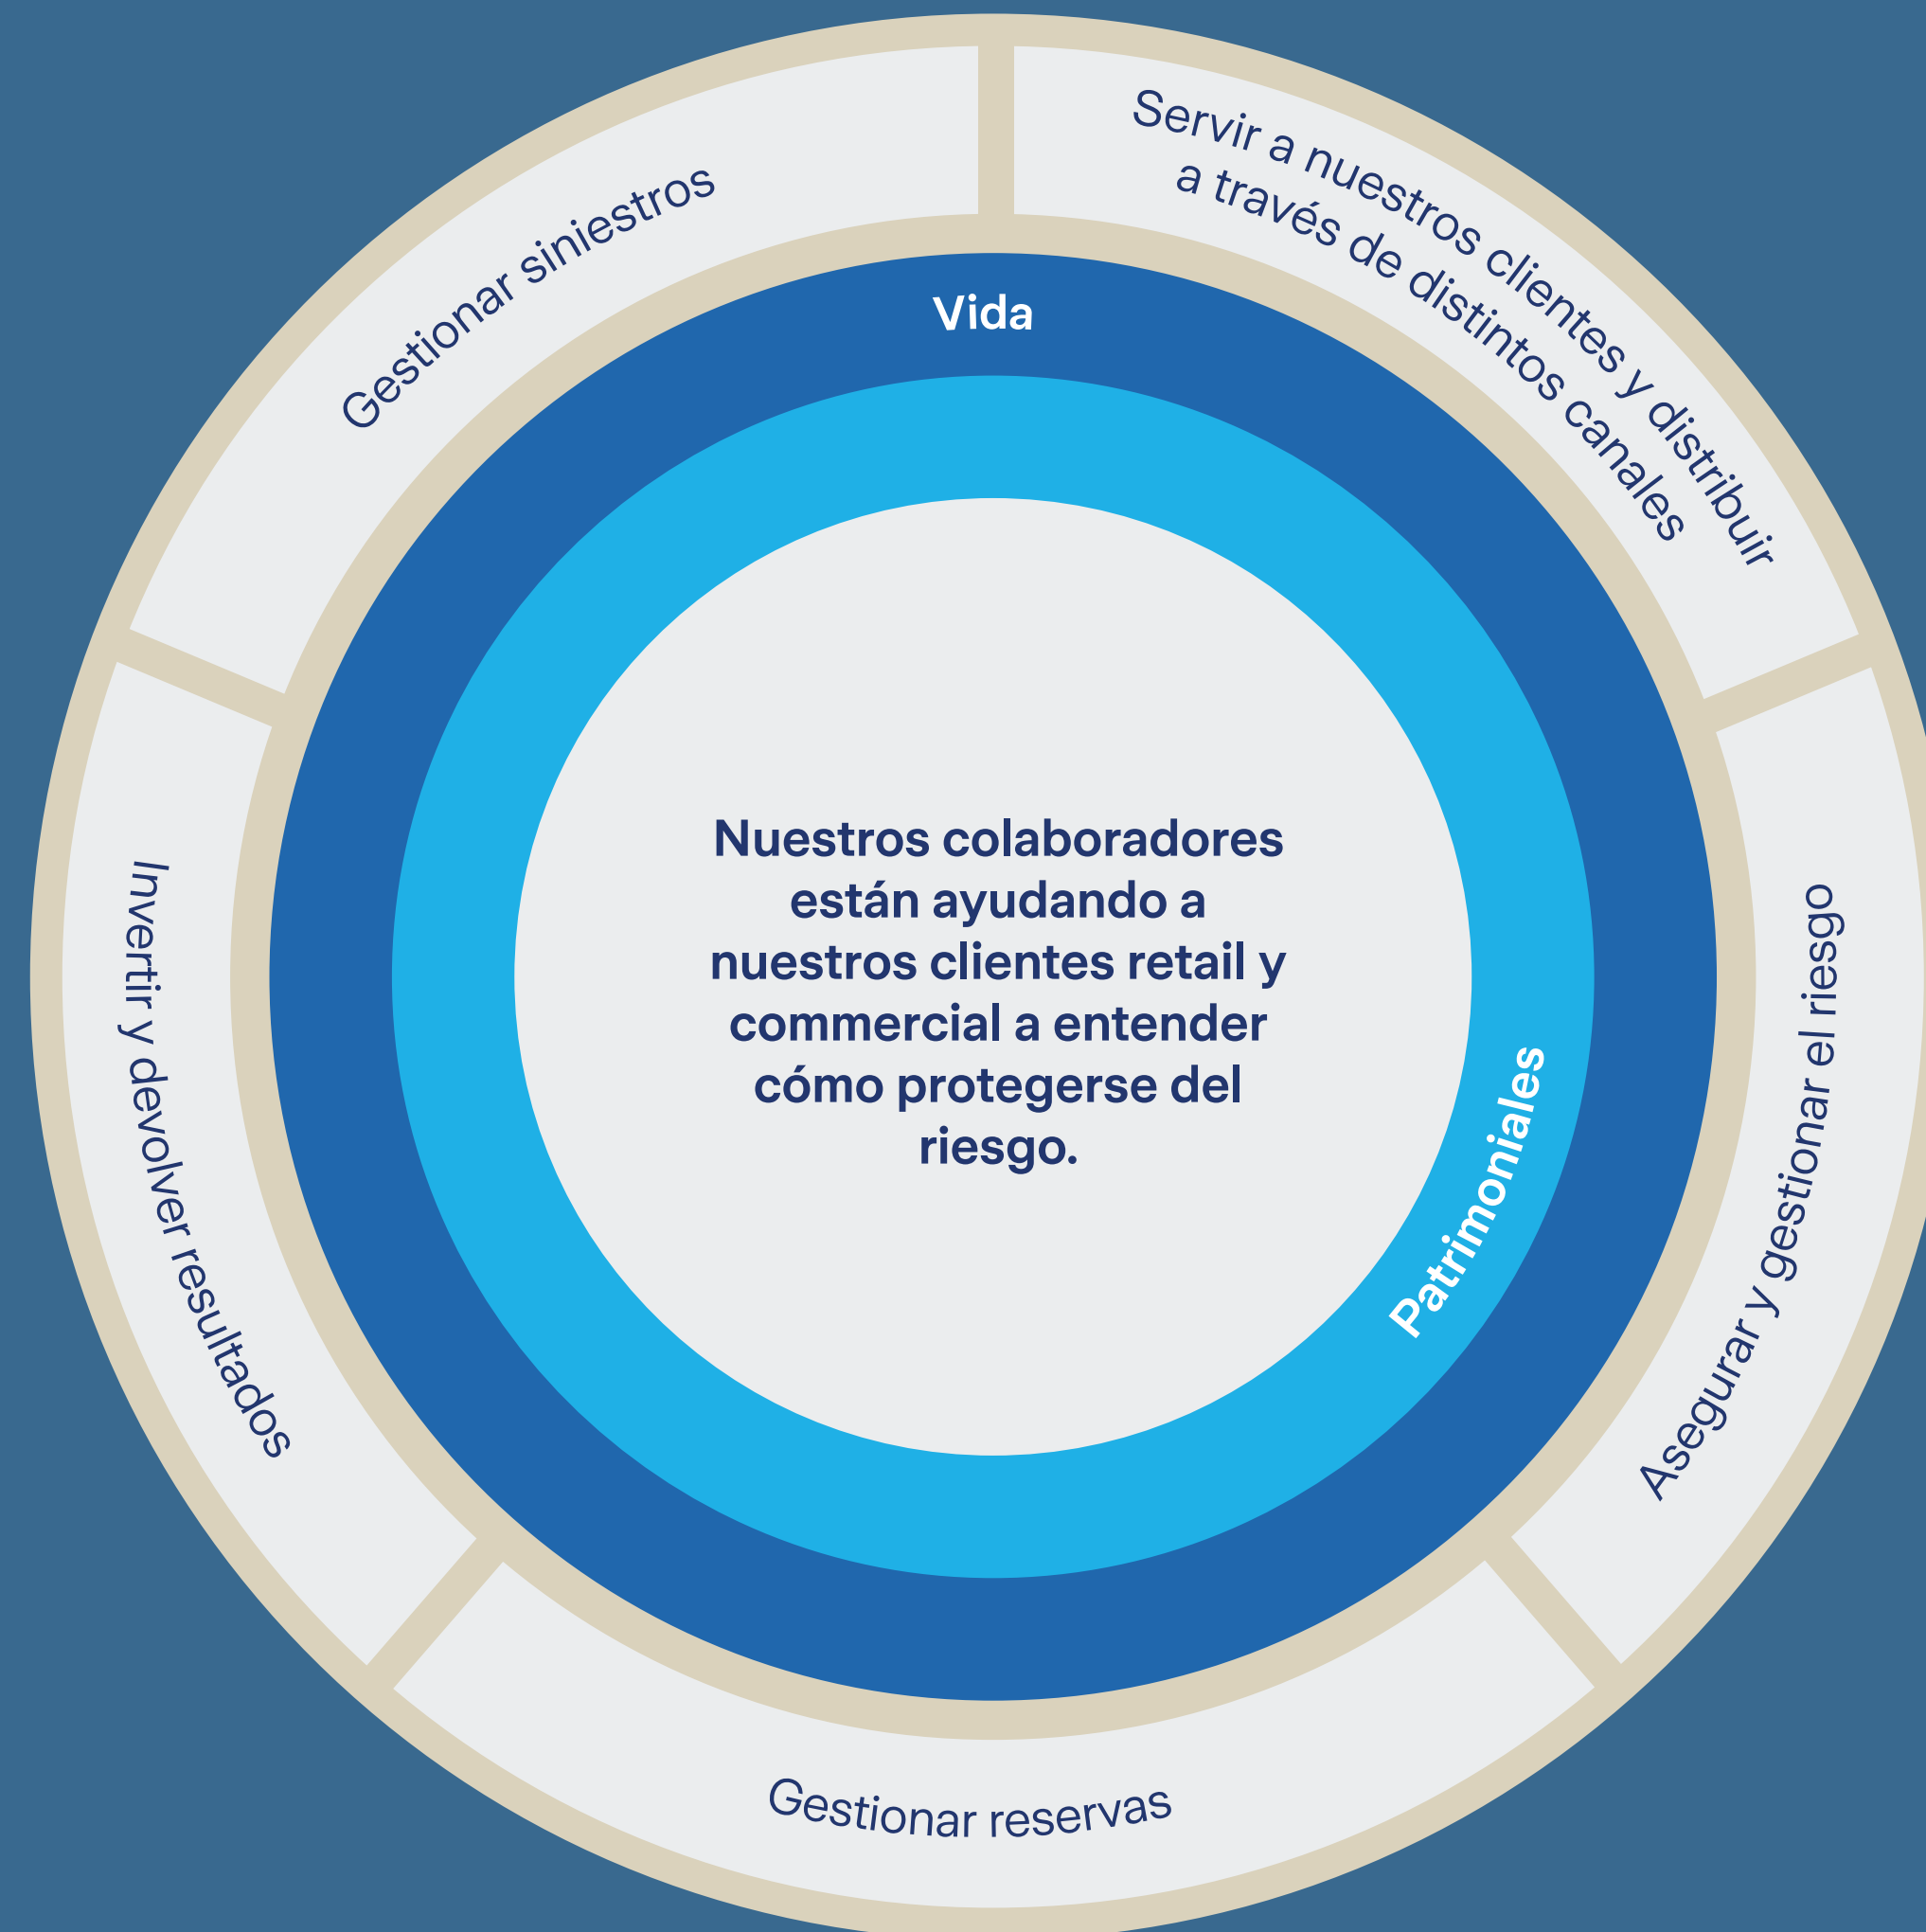 Servir a nuestros clientes y distribuir
a través de distintos canales
Gestionar siniestros
Vida
Nuestros colaboradores
están ayudando a
nuestros clientes retail y
commercial a entender
cómo protegerse del
riesgo.
Patrimoniales
Asegurar y gestionar el riesgo
Invertir y devolver resultados
Gestionar reservas